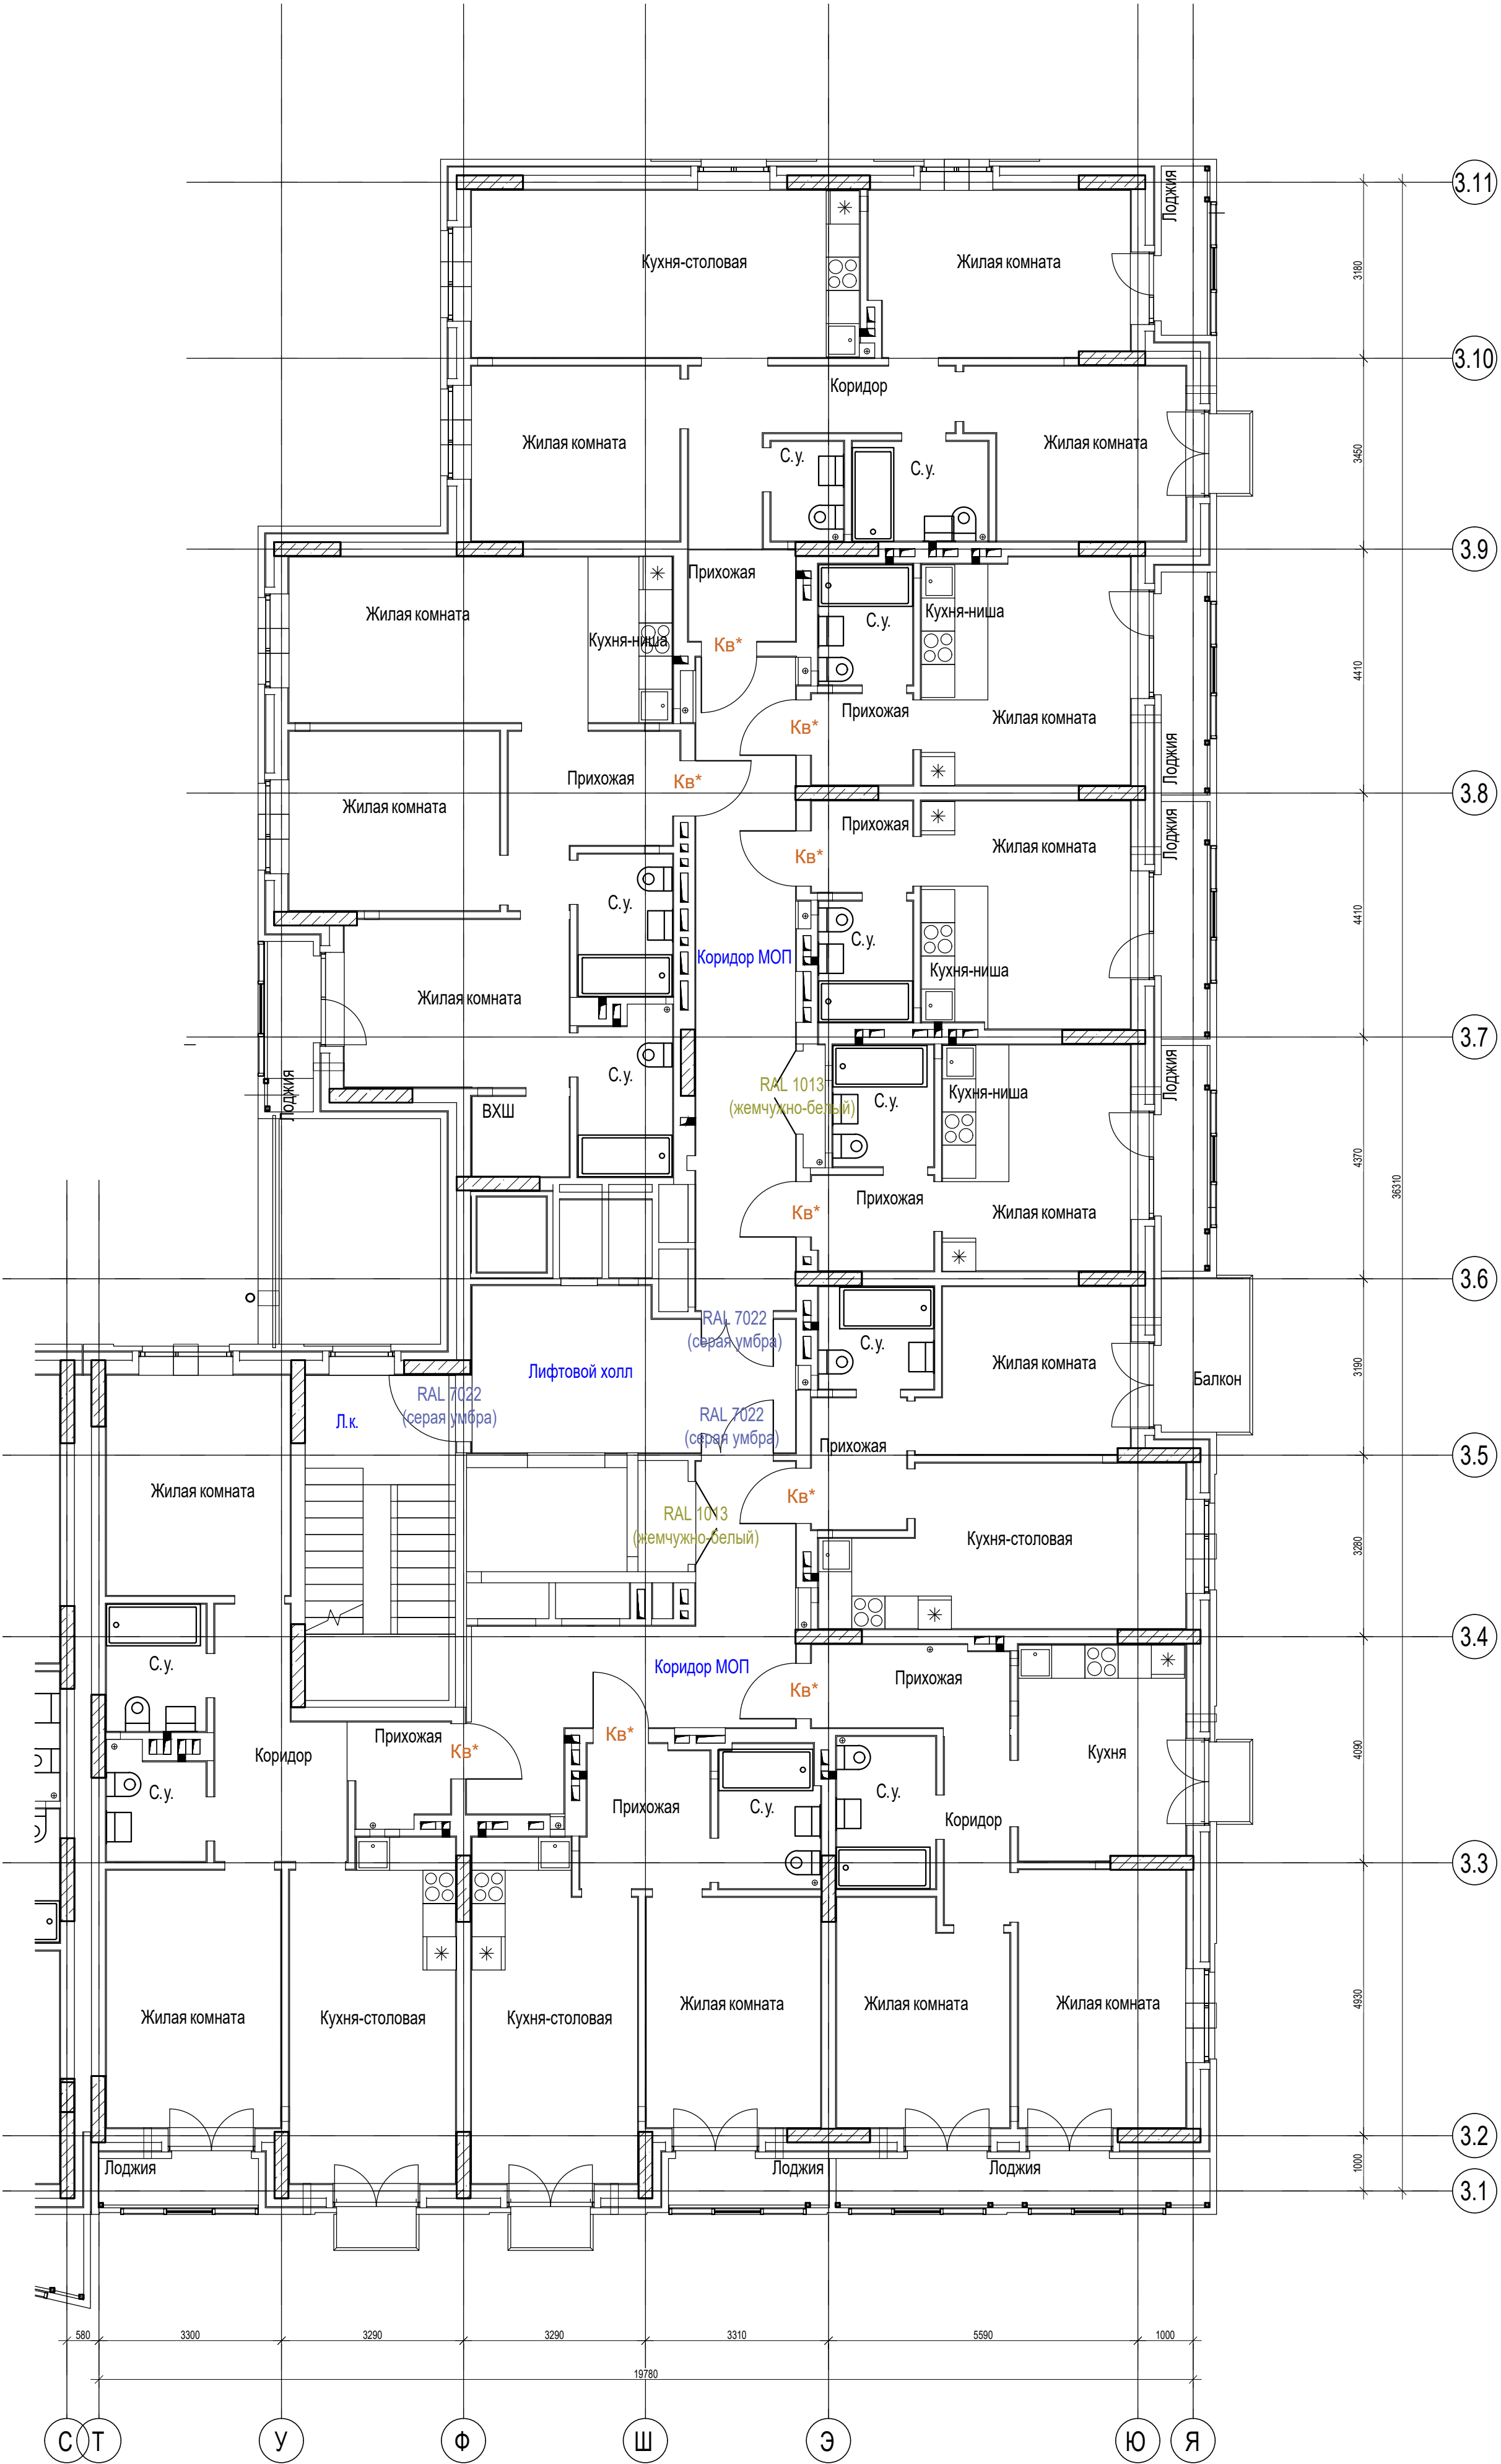 3.11
Лоджия
3180
Кухня-столовая
Жилая комната
3.10
Коридор
Жилая комната
С.у.
С.у.
Жилая комната
3450
3.9
Прихожая
Жилая комната
Кухня-ниша
Кв*
С.у.
Кухня-ниша
4410
Прихожая
Жилая комната
Кв*
Лоджия
Прихожая
Кв*
3.8
Жилая комната
Прихожая
Лоджия
Жилая комната
Кв*
С.у.
4410
С.у.
Коридор МОП
Кухня-ниша
Жилая комната
3.7
Лоджия
С.у.
RAL 1013
(жемчужно-белый)
С.у.
Кухня-ниша
Лоджия
ВХШ
4370
36310
Прихожая
Кв*
Жилая комната
3.6
RAL 7022
(серая умбра)
С.у.
Жилая комната
3190
Лифтовой холл
Балкон
RAL 7022
(серая умбра)
Л.к.
RAL 7022
(серая умбра)
Прихожая
3.5
Жилая комната
Кв*
RAL 1013
(жемчужно-белый)
Кухня-столовая
3280
3.4
С.у.
Коридор МОП
Прихожая
Кв*
Прихожая
Кв*
Кв*
Коридор
Кухня
4090
С.у.
Прихожая
С.у.
С.у.
Коридор
3.3
Жилая комната
Кухня-столовая
Кухня-столовая
Жилая комната
Жилая комната
Жилая комната
4930
3.2
Лоджия
Лоджия
Лоджия
1000
3.1
580
3300
3290
3290
3310
5590
1000
19780
С
Т
У
Ф
Ш
Э
Ю
Я